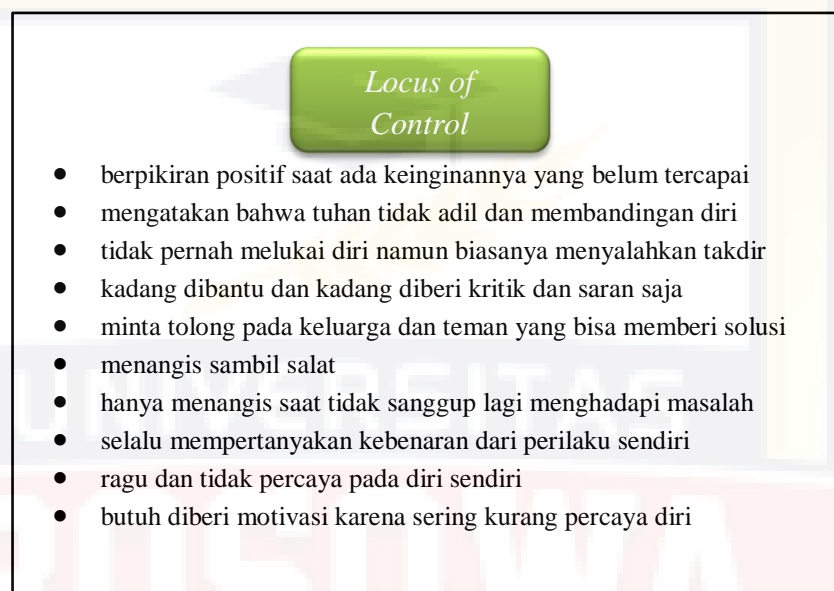 Locus of
Control
• berpikiran positif saat ada keinginannya yang belum tercapai
• mengatakan bahwa tuhan tidak adil dan membandingan diri
• tidak pernah melukai diri namun biasanya menyalahkan takdir
• kadang dibantu dan kadang diberi kritik dan saran saja
• minta tolong pada keluarga dan teman yang bisa memberi solusi
• menangis sambil salat
• hanya menangis saat tidak sanggup lagi menghadapi masalah
• selalu mempertanyakan kebenaran dari perilaku sendiri
• ragu dan tidak percaya pada diri sendiri
• butuh diberi motivasi karena sering kurang percaya diri
UNIVERSITAS
BOSOWA